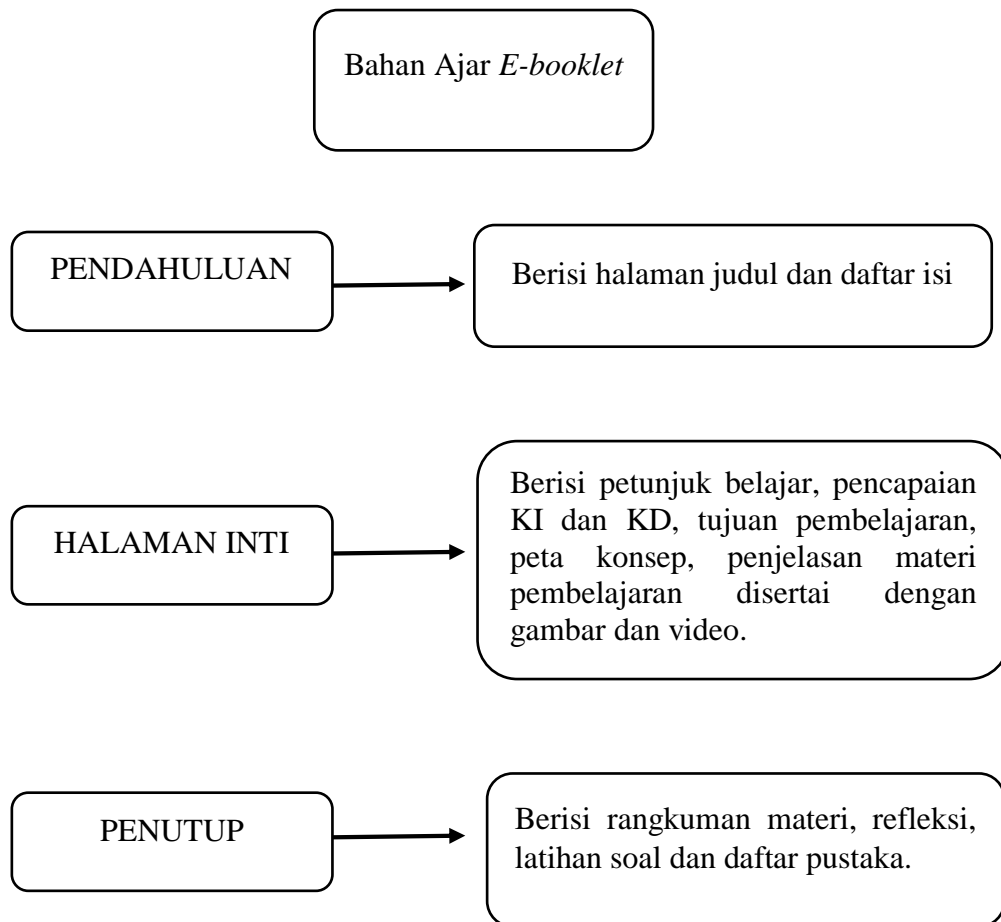 Bahan Ajar E-booklet
PENDAHULUAN
Berisi halaman judul dan daftar isi
HALAMAN INTI
Berisi petunjuk belajar, pencapaian
KI dan KD, tujuan pembelajaran,
peta konsep, penjelasan materi
pembelajaran disertai dengan
gambar dan video.
PENUTUP
Berisi rangkuman materi, refleksi,
latihan soal dan daftar pustaka.